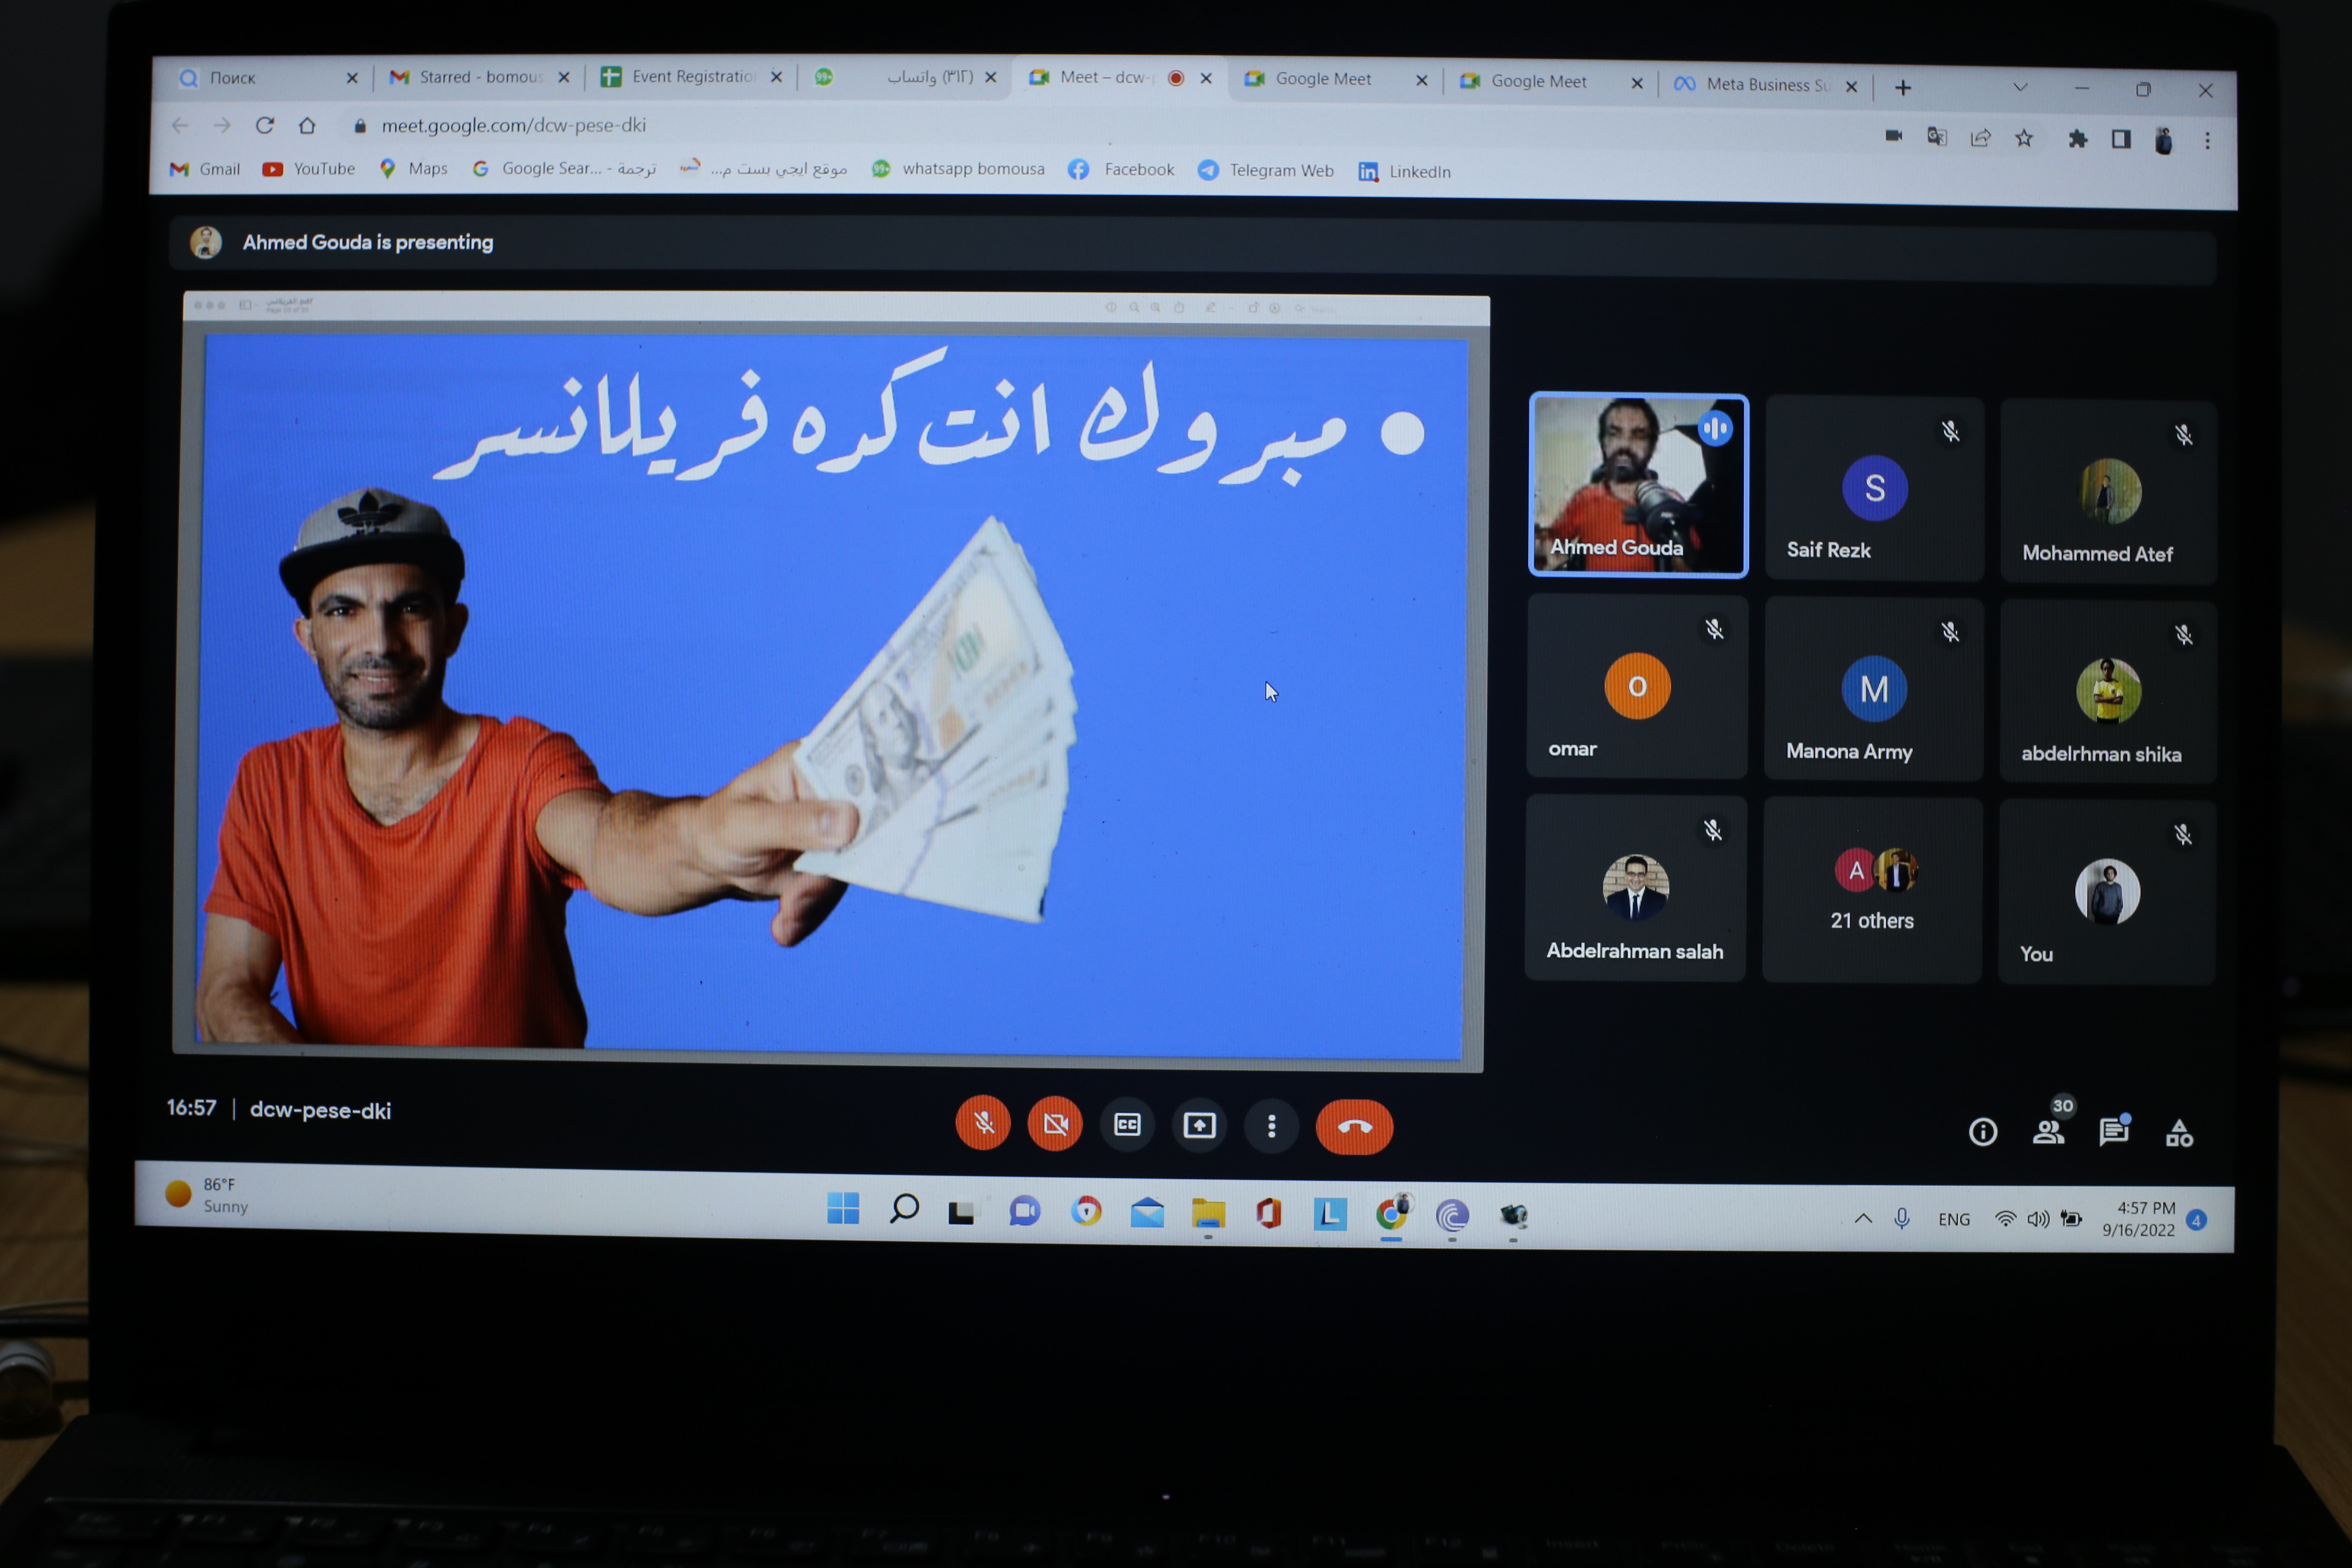 Поиск
Starred - bomous
Event Registratio
(٣١٢) واتساب
Meet – dcw-p
Google Meet
Google Meet
Meta Business Su
meet.google.com/dcw-pese-dki
Gmail
YouTube
Maps
Google Sear... - ترجمة
موقع ايجي بست م...
whatsapp bomousa
Facebook
Telegram Web
LinkedIn
Ahmed Gouda is presenting
مبروك انت كده فريلانسر
Ahmed Gouda
S
Saif Rezk
Mohammed Atef
o
omar
M
Manona Army
abdelrhman shika
Abdelrahman salah
A
21 others
You
16:57 | dcw-pese-dki
CC
30
86°F
Sunny
L
ENG
4:57 PM
9/16/2022
4